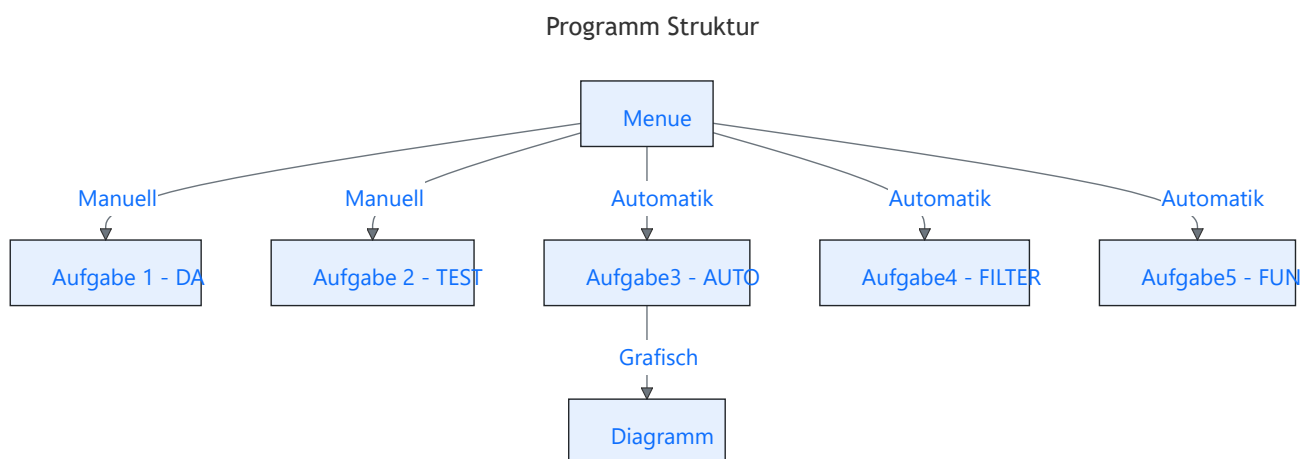 Programm Struktur
Menue
Manuell
Manuell
Automatik
Automatik
Automatik
Aufgabe 1 - DA
Aufgabe 2 - TEST
Aufgabe3 - AUTO
Aufgabe4 - FILTER
Aufgabe5 - FUN
Grafisch
Diagramm